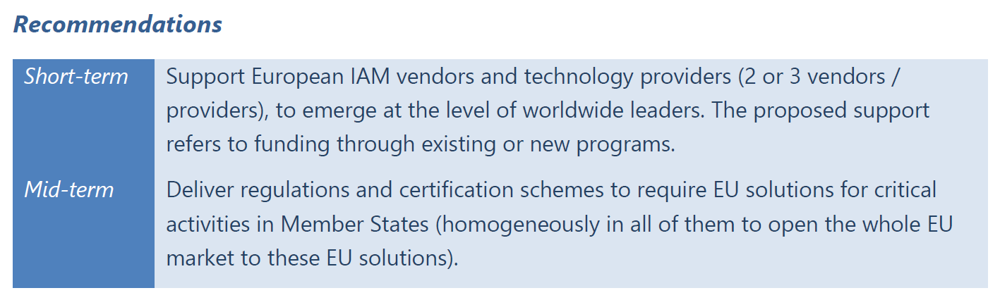 Recommendations
Short-term
Support European IAM vendors and technology providers (2 or 3 vendors /
providers), to emerge at the level of worldwide leaders. The proposed support
refers to funding through existing or new programs.
Mid-term
Deliver regulations and certification schemes to require EU solutions for critical
activities in Member States (homogeneously in all of them to open the whole EU
market to these EU solutions).